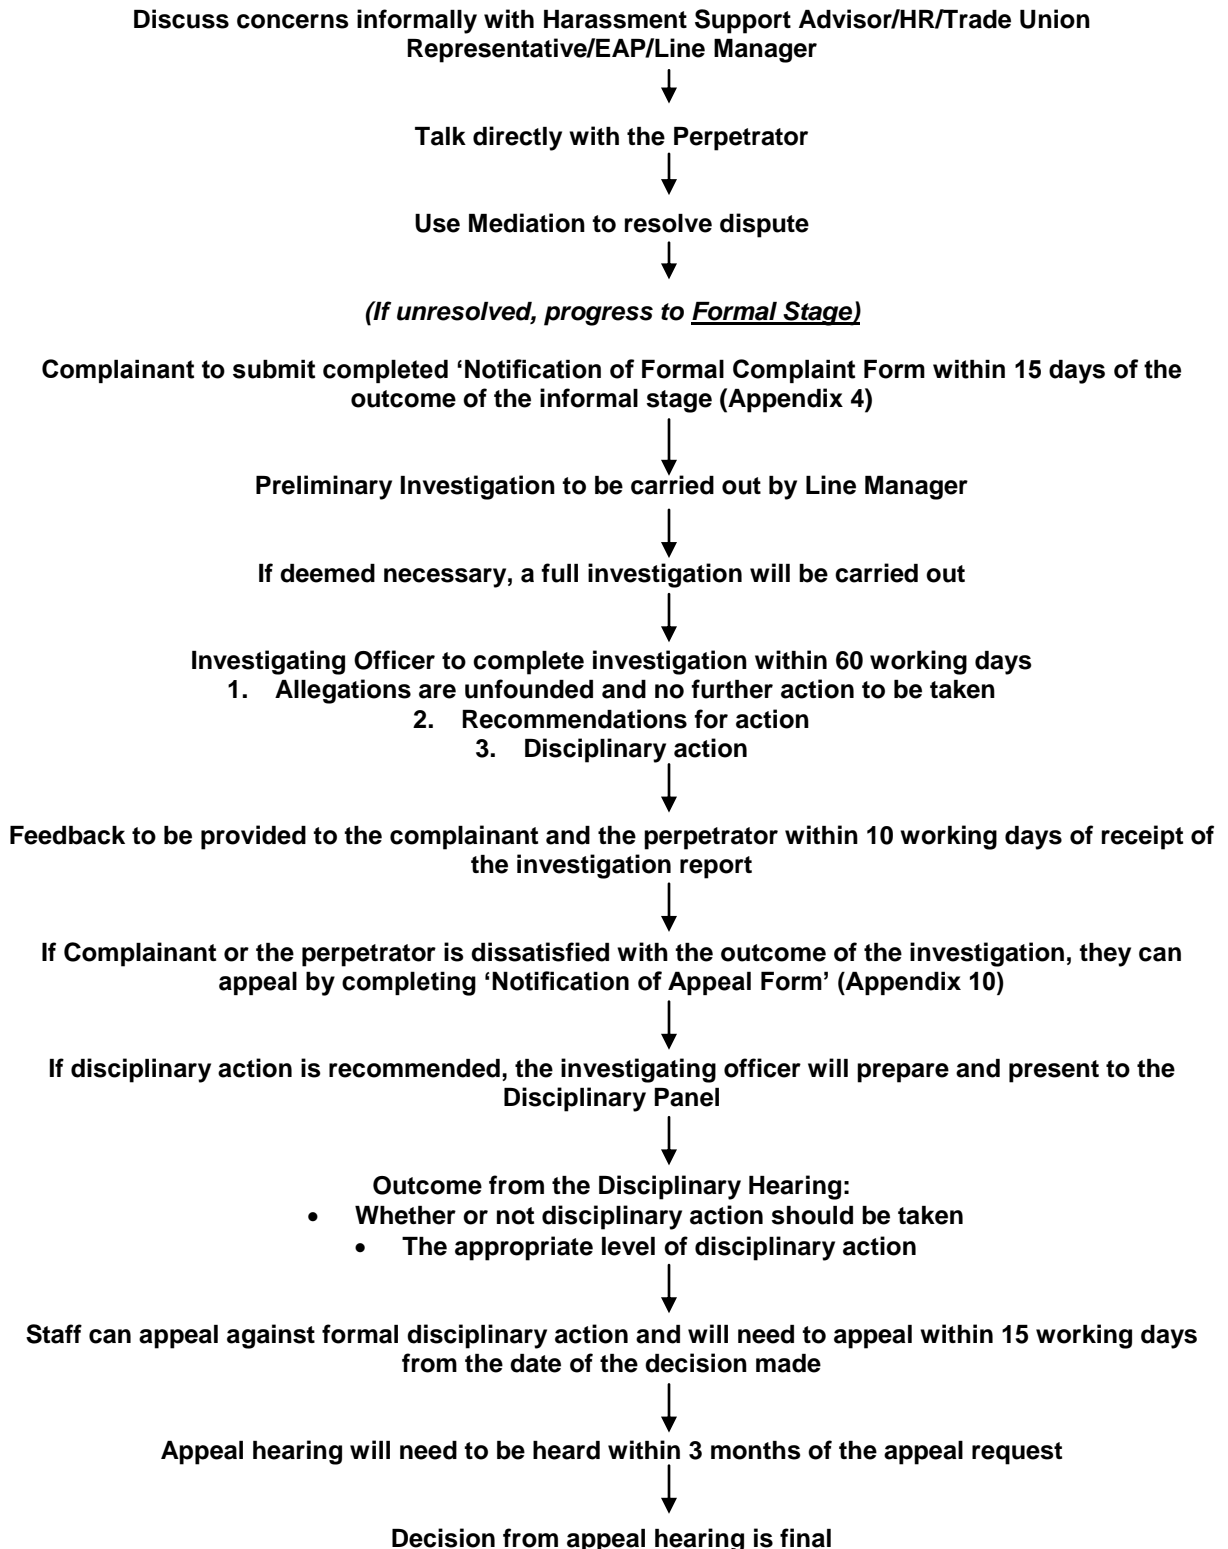 Discuss concerns informally with Harassment Support Advisor/HR/Trade Union
Representative/EAP/Line Manager
Talk directly with the Perpetrator
Use Mediation to resolve dispute
(If unresolved, progress to Formal Stage)
Complainant to submit completed ‘Notification of Formal Complaint Form within 15 days of the
outcome of the informal stage (Appendix 4)
Preliminary Investigation to be carried out by Line Manager
If deemed necessary, a full investigation will be carried out
Investigating Officer to complete investigation within 60 working days
1. Allegations are unfounded and no further action to be taken
2. Recommendations for action
3. Disciplinary action
Feedback to be provided to the complainant and the perpetrator within 10 working days of receipt of
the investigation report
If Complainant or the perpetrator is dissatisfied with the outcome of the investigation, they can
appeal by completing ‘Notification of Appeal Form’ (Appendix 10)
If disciplinary action is recommended, the investigating officer will prepare and present to the
Disciplinary Panel
Outcome from the Disciplinary Hearing:
• Whether or not disciplinary action should be taken
• The appropriate level of disciplinary action
Staff can appeal against formal disciplinary action and will need to appeal within 15 working days
from the date of the decision made
Appeal hearing will need to be heard within 3 months of the appeal request
Decision from appeal hearing is final